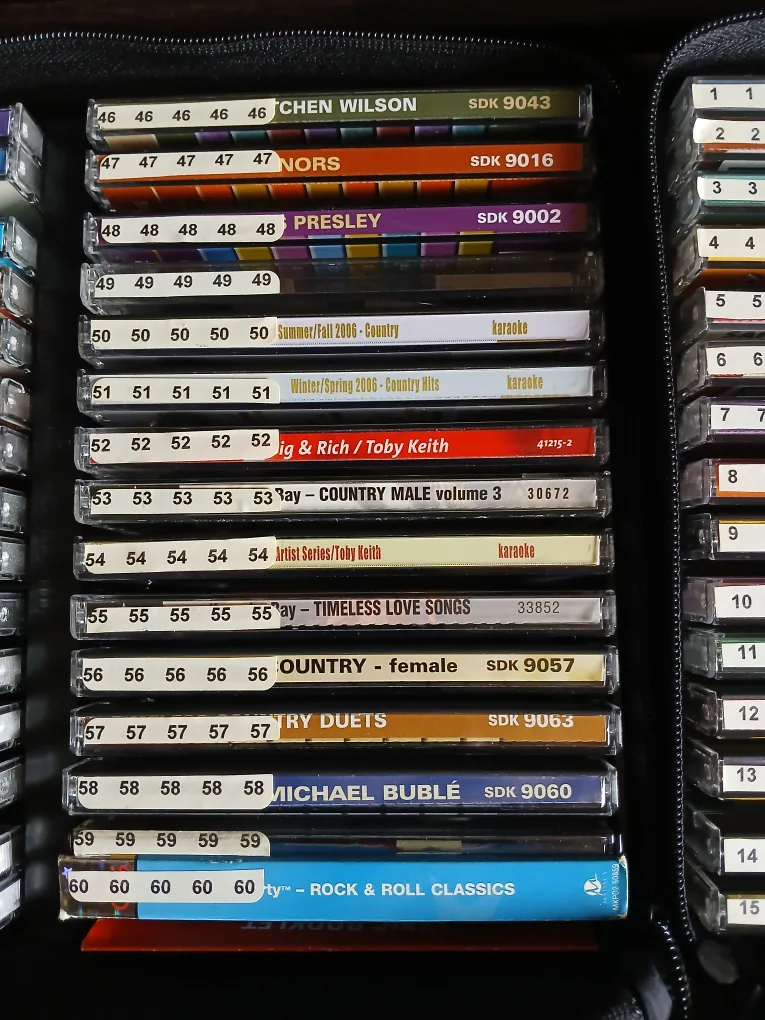 46 46 46 46 46 TCHEN WILSON SDK 9043
47 47 47 47 47 NORS SDK 9016
48 48 48 48 48 S PRESLEY SDK 9002
49 49 49 49 49
50 50 50 50 50 Summer/Fall 2006 - Country karaoke
51 51 51 51 51 Winter/Spring 2006 - Country Hits karaoke
52 52 52 52 52 ig & Rich / Toby Keith 41215-2
53 53 53 53 53 Bay – COUNTRY MALE volume 3 30672
54 54 54 54 54 Artist Series/Toby Keith karaoke
55 55 55 55 55 Bay – TIMELESS LOVE SONGS 33852
56 56 56 56 56 COUNTRY - female SDK 9057
57 57 57 57 57 TRY DUETS SDK 9063
58 58 58 58 58 MICHAEL BUBLÉ SDK 9060
59 59 59 59 59
60 60 60 60 60 rty™ – ROCK & ROLL CLASSICS
BOOKLET
1 1
2 2
3 3
4 4
5 5
6 6
7 7
8
9
10
11
12
13
14
15